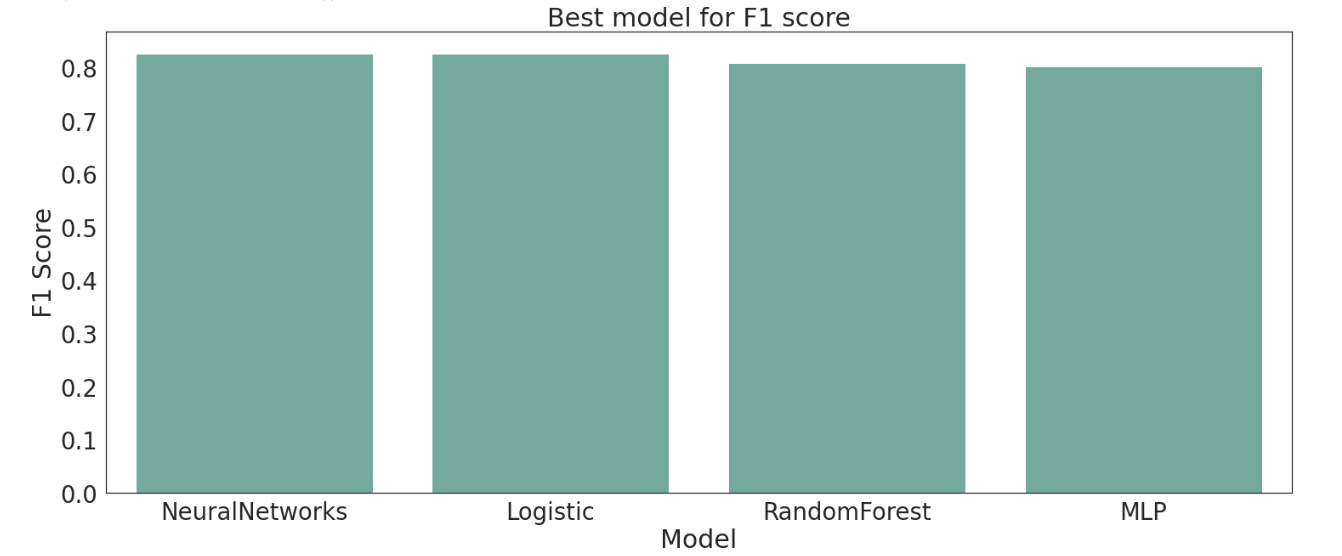 Best model for F1 score
F1 Score
0.8
0.7
0.6
0.5
0.4
0.3
0.2
0.1
0.0
NeuralNetworks Logistic RandomForest MLP
Model